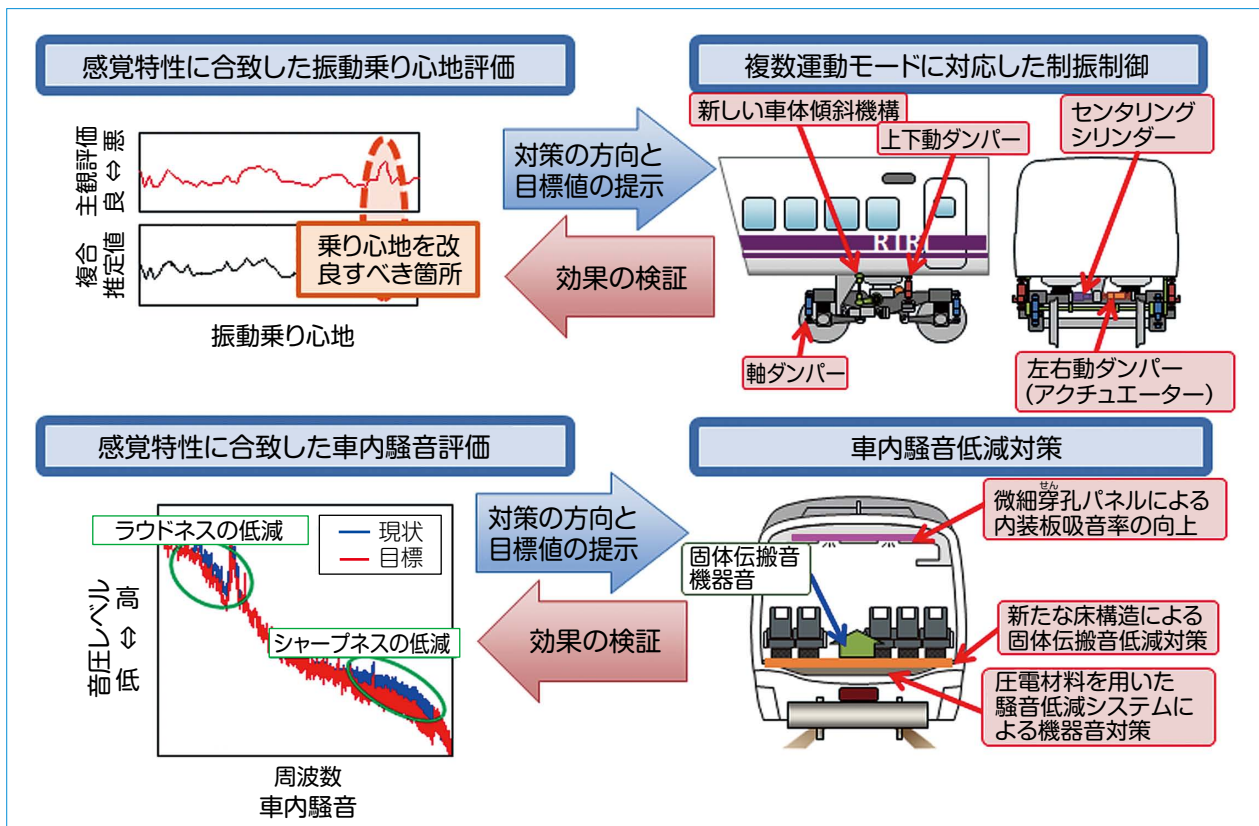 感覚特性に合致した振動乗り心地評価
複数運動モードに対応した制振制御
主観評価
良⇔悪
複合
推定値
乗り心地を改
良すべき箇所
振動乗り心地
対策の方向と
目標値の提示
効果の検証
新しい車体傾斜機構
上下動ダンパー
センタリング
シリンダー
RTRI
軸ダンパー
左右動ダンパー
(アクチュエーター)
感覚特性に合致した車内騒音評価
車内騒音低減対策
ラウドネスの低減
現状
目標
シャープネスの低減
音圧レベル
低⇔高
周波数
車内騒音
対策の方向と
目標値の提示
効果の検証
固体伝搬音
機器音
せん
微細穿孔パネルによる
内装板吸音率の向上
新たな床構造による
固体伝搬音低減対策
圧電材料を用いた
騒音低減システムに
よる機器音対策